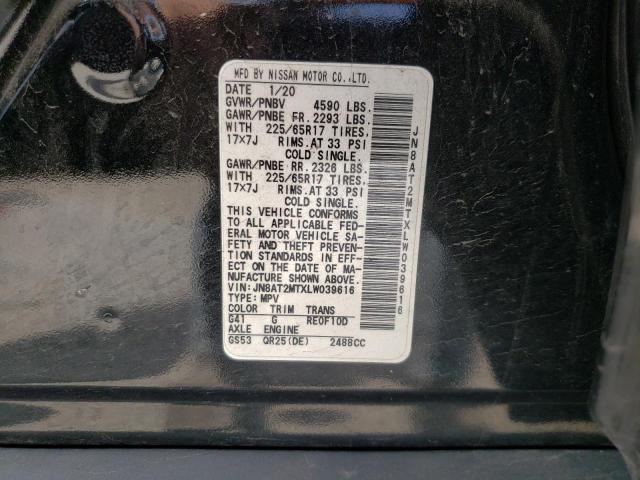 MFD BY NISSAN MOTOR CO.,LTD.
DATE 1/20
GVWR/PNBV 4590 LBS.
GAWR/PNBE FR. 2293 LBS.
WITH 225/65R17 TIRES,
17X7J RIMS, AT 33 PSI
COLD SINGLE.
GAWR/PNBE RR. 2326 LBS.
WITH 225/65R17 TIRES,
17X7J RIMS, AT 33 PSI
COLD SINGLE.
THIS VEHICLE CONFORMS
TO ALL APPLICABLE FED-
ERAL MOTOR VEHICLE SA-
FETY AND THEFT PREVEN-
TION STANDARDS IN EFF-
ECT ON THE DATE OF MA-
NUFACTURE SHOWN ABOVE.
VIN: JN8AT2MTXLW039616
TYPE: MPV
COLOR TRIM TRANS
G41 G RE0F10D
AXLE ENGINE
GS53 QR25(DE) 2488CC
JN8AT2MTXLW039616